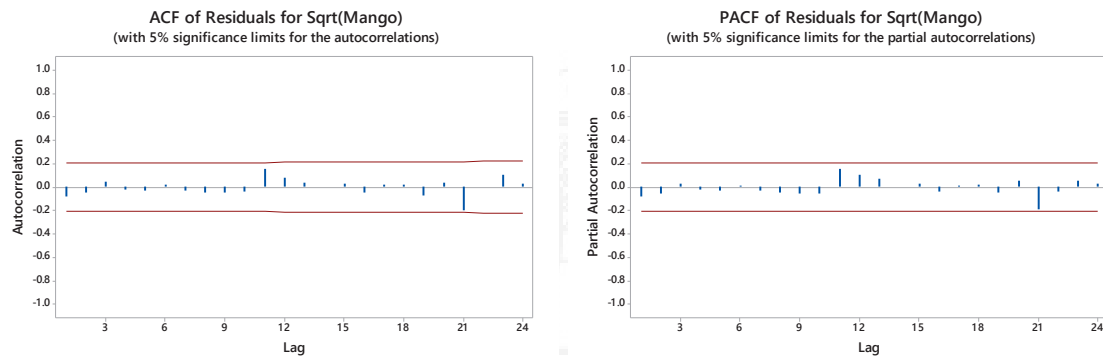 ACF of Residuals for Sqrt(Mango)
(with 5% significance limits for the autocorrelations)
1.0
0.8
0.6
0.4
0.2
0.0
-0.2
-0.4
-0.6
-0.8
-1.0
Autocorrelation
3 6 9 12 15 18 21 24
Lag
PACF of Residuals for Sqrt(Mango)
(with 5% significance limits for the partial autocorrelations)
1.0
0.8
0.6
0.4
0.2
0.0
-0.2
-0.4
-0.6
-0.8
-1.0
Partial Autocorrelation
3 6 9 12 15 18 21 24
Lag